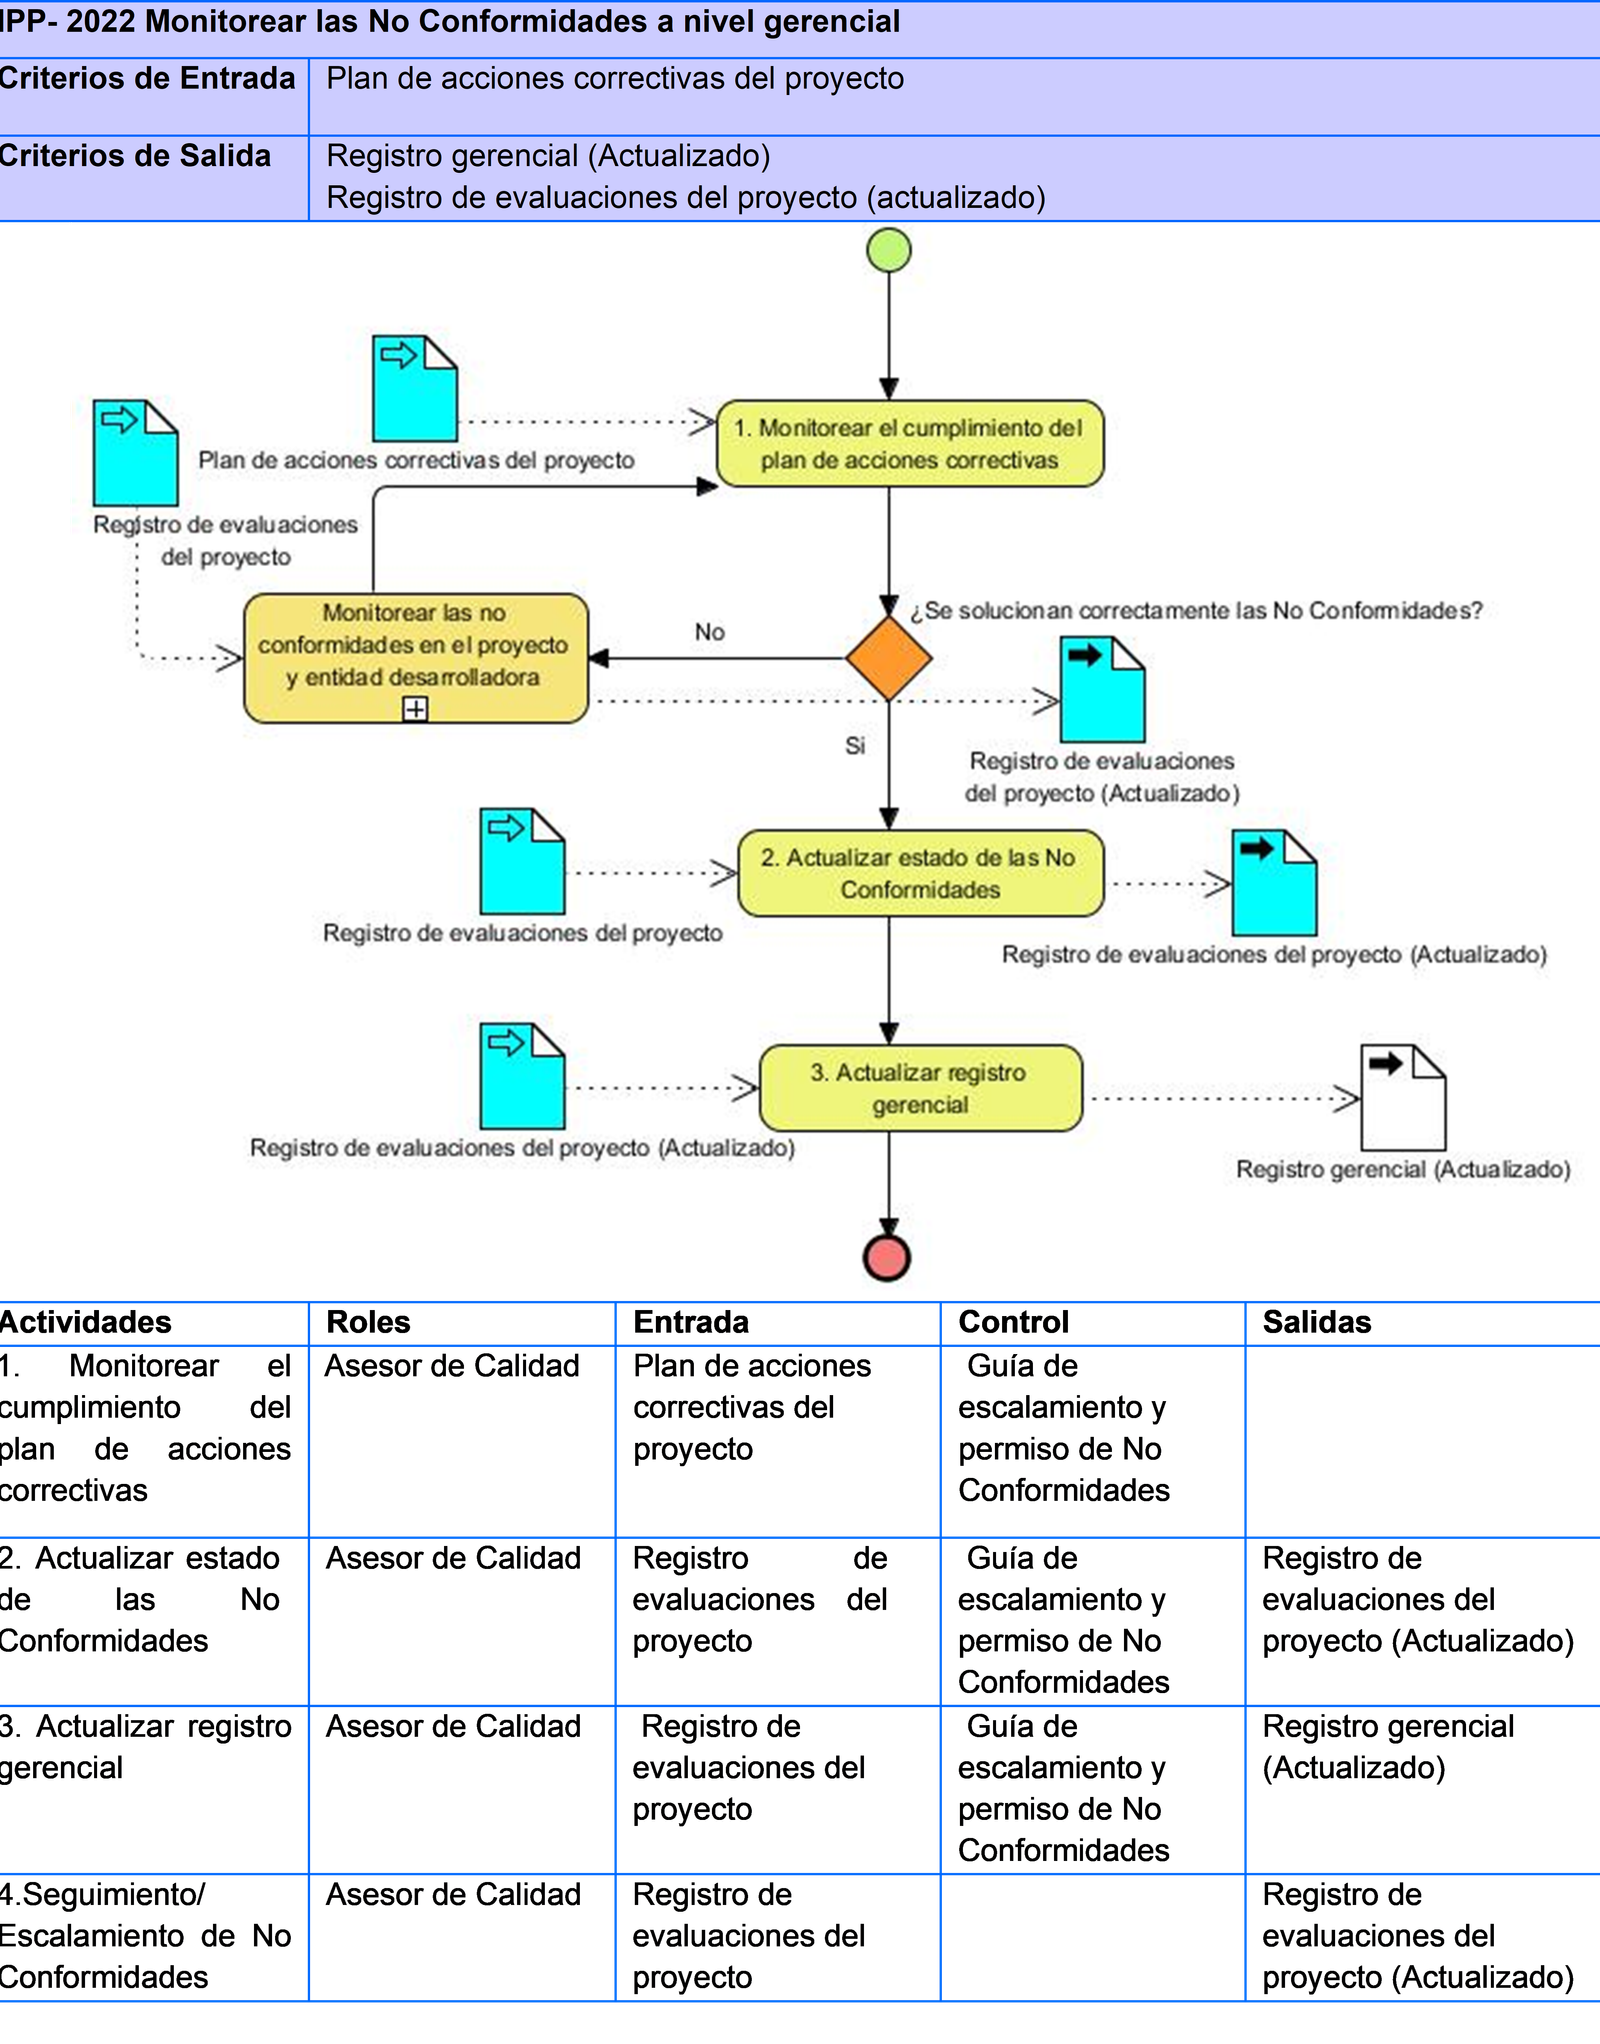 IPP- 2022 Monitorear las No Conformidades a nivel gerencial
Criterios de Entrada
Plan de acciones correctivas del proyecto
Criterios de Salida
Registro gerencial (Actualizado)
Registro de evaluaciones del proyecto (actualizado)
1. Monitorear el cumplimiento del
plan de acciones correctivas
Plan de acciones correctivas del proyecto
Registro de evaluaciones
del proyecto
Monitorear las no
conformidades en el proyecto
y entidad desarrolladora
No
¿Se solucionan correctamente las No Conformidades?
Si
Registro de evaluaciones
del proyecto (Actualizado)
2. Actualizar estado de las No
Conformidades
Registro de evaluaciones del proyecto
Registro de evaluaciones del proyecto (Actualizado)
3. Actualizar registro
gerencial
Registro de evaluaciones del proyecto (Actualizado)
Registro gerencial (Actualizado)
Actividades
Roles
Entrada
Control
Salidas
1. Monitorear el
cumplimiento del
plan de acciones
correctivas
Asesor de Calidad
Plan de acciones
correctivas del
proyecto
Guía de
escalamiento y
permiso de No
Conformidades
2. Actualizar estado
de las No
Conformidades
Asesor de Calidad
Registro de
evaluaciones del
proyecto
Guía de
escalamiento y
permiso de No
Conformidades
Registro de
evaluaciones del
proyecto (Actualizado)
3. Actualizar registro
gerencial
Asesor de Calidad
Registro de
evaluaciones del
proyecto
Guía de
escalamiento y
permiso de No
Conformidades
Registro gerencial
(Actualizado)
4.Seguimiento/
Escalamiento de No
Conformidades
Asesor de Calidad
Registro de
evaluaciones del
proyecto
Registro de
evaluaciones del
proyecto (Actualizado)